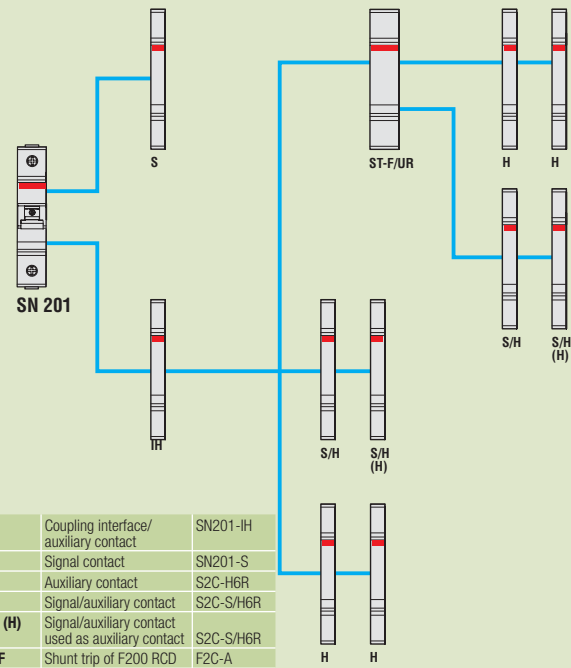 S
ST-F/UR
H
H
SN 201
S/H
S/H
(H)
IH
S/H
S/H
(H)
Coupling interface/
auxiliary contact
SN201-IH
Signal contact
SN201-S
Auxiliary contact
S2C-H6R
Signal/auxiliary contact
S2C-S/H6R
(H)
Signal/auxiliary contact
used as auxiliary contact
S2C-S/H6R
F
Shunt trip of F200 RCD
F2C-A
H
H